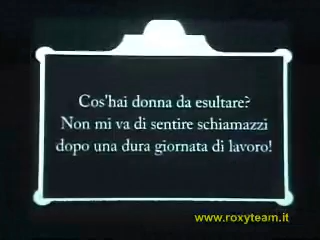 Cos'hai donna da esultare?
Non mi va di sentire schiamazzi
dopo una dura giornata di lavoro!
www.roxyteam.it